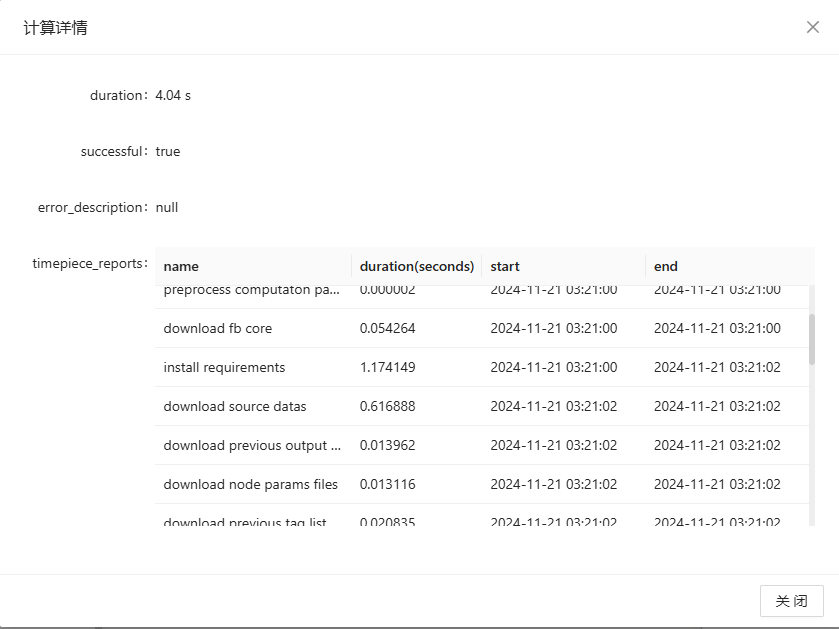 计算详情
duration: 4.04 s
successful: true
error_description: null
timepiece_reports:
name duration(seconds) start end
preprocess computaton pa... 0.000002 2024-11-21 03:21:00 2024-11-21 03:21:00
download fb core 0.054264 2024-11-21 03:21:00 2024-11-21 03:21:00
install requirements 1.174149 2024-11-21 03:21:00 2024-11-21 03:21:02
download source datas 0.616888 2024-11-21 03:21:02 2024-11-21 03:21:02
download previous output ... 0.013962 2024-11-21 03:21:02 2024-11-21 03:21:02
download node params files 0.013116 2024-11-21 03:21:02 2024-11-21 03:21:02
download previous tag list 0.020835 2024-11-21 03:21:02 2024-11-21 03:21:02
关 闭